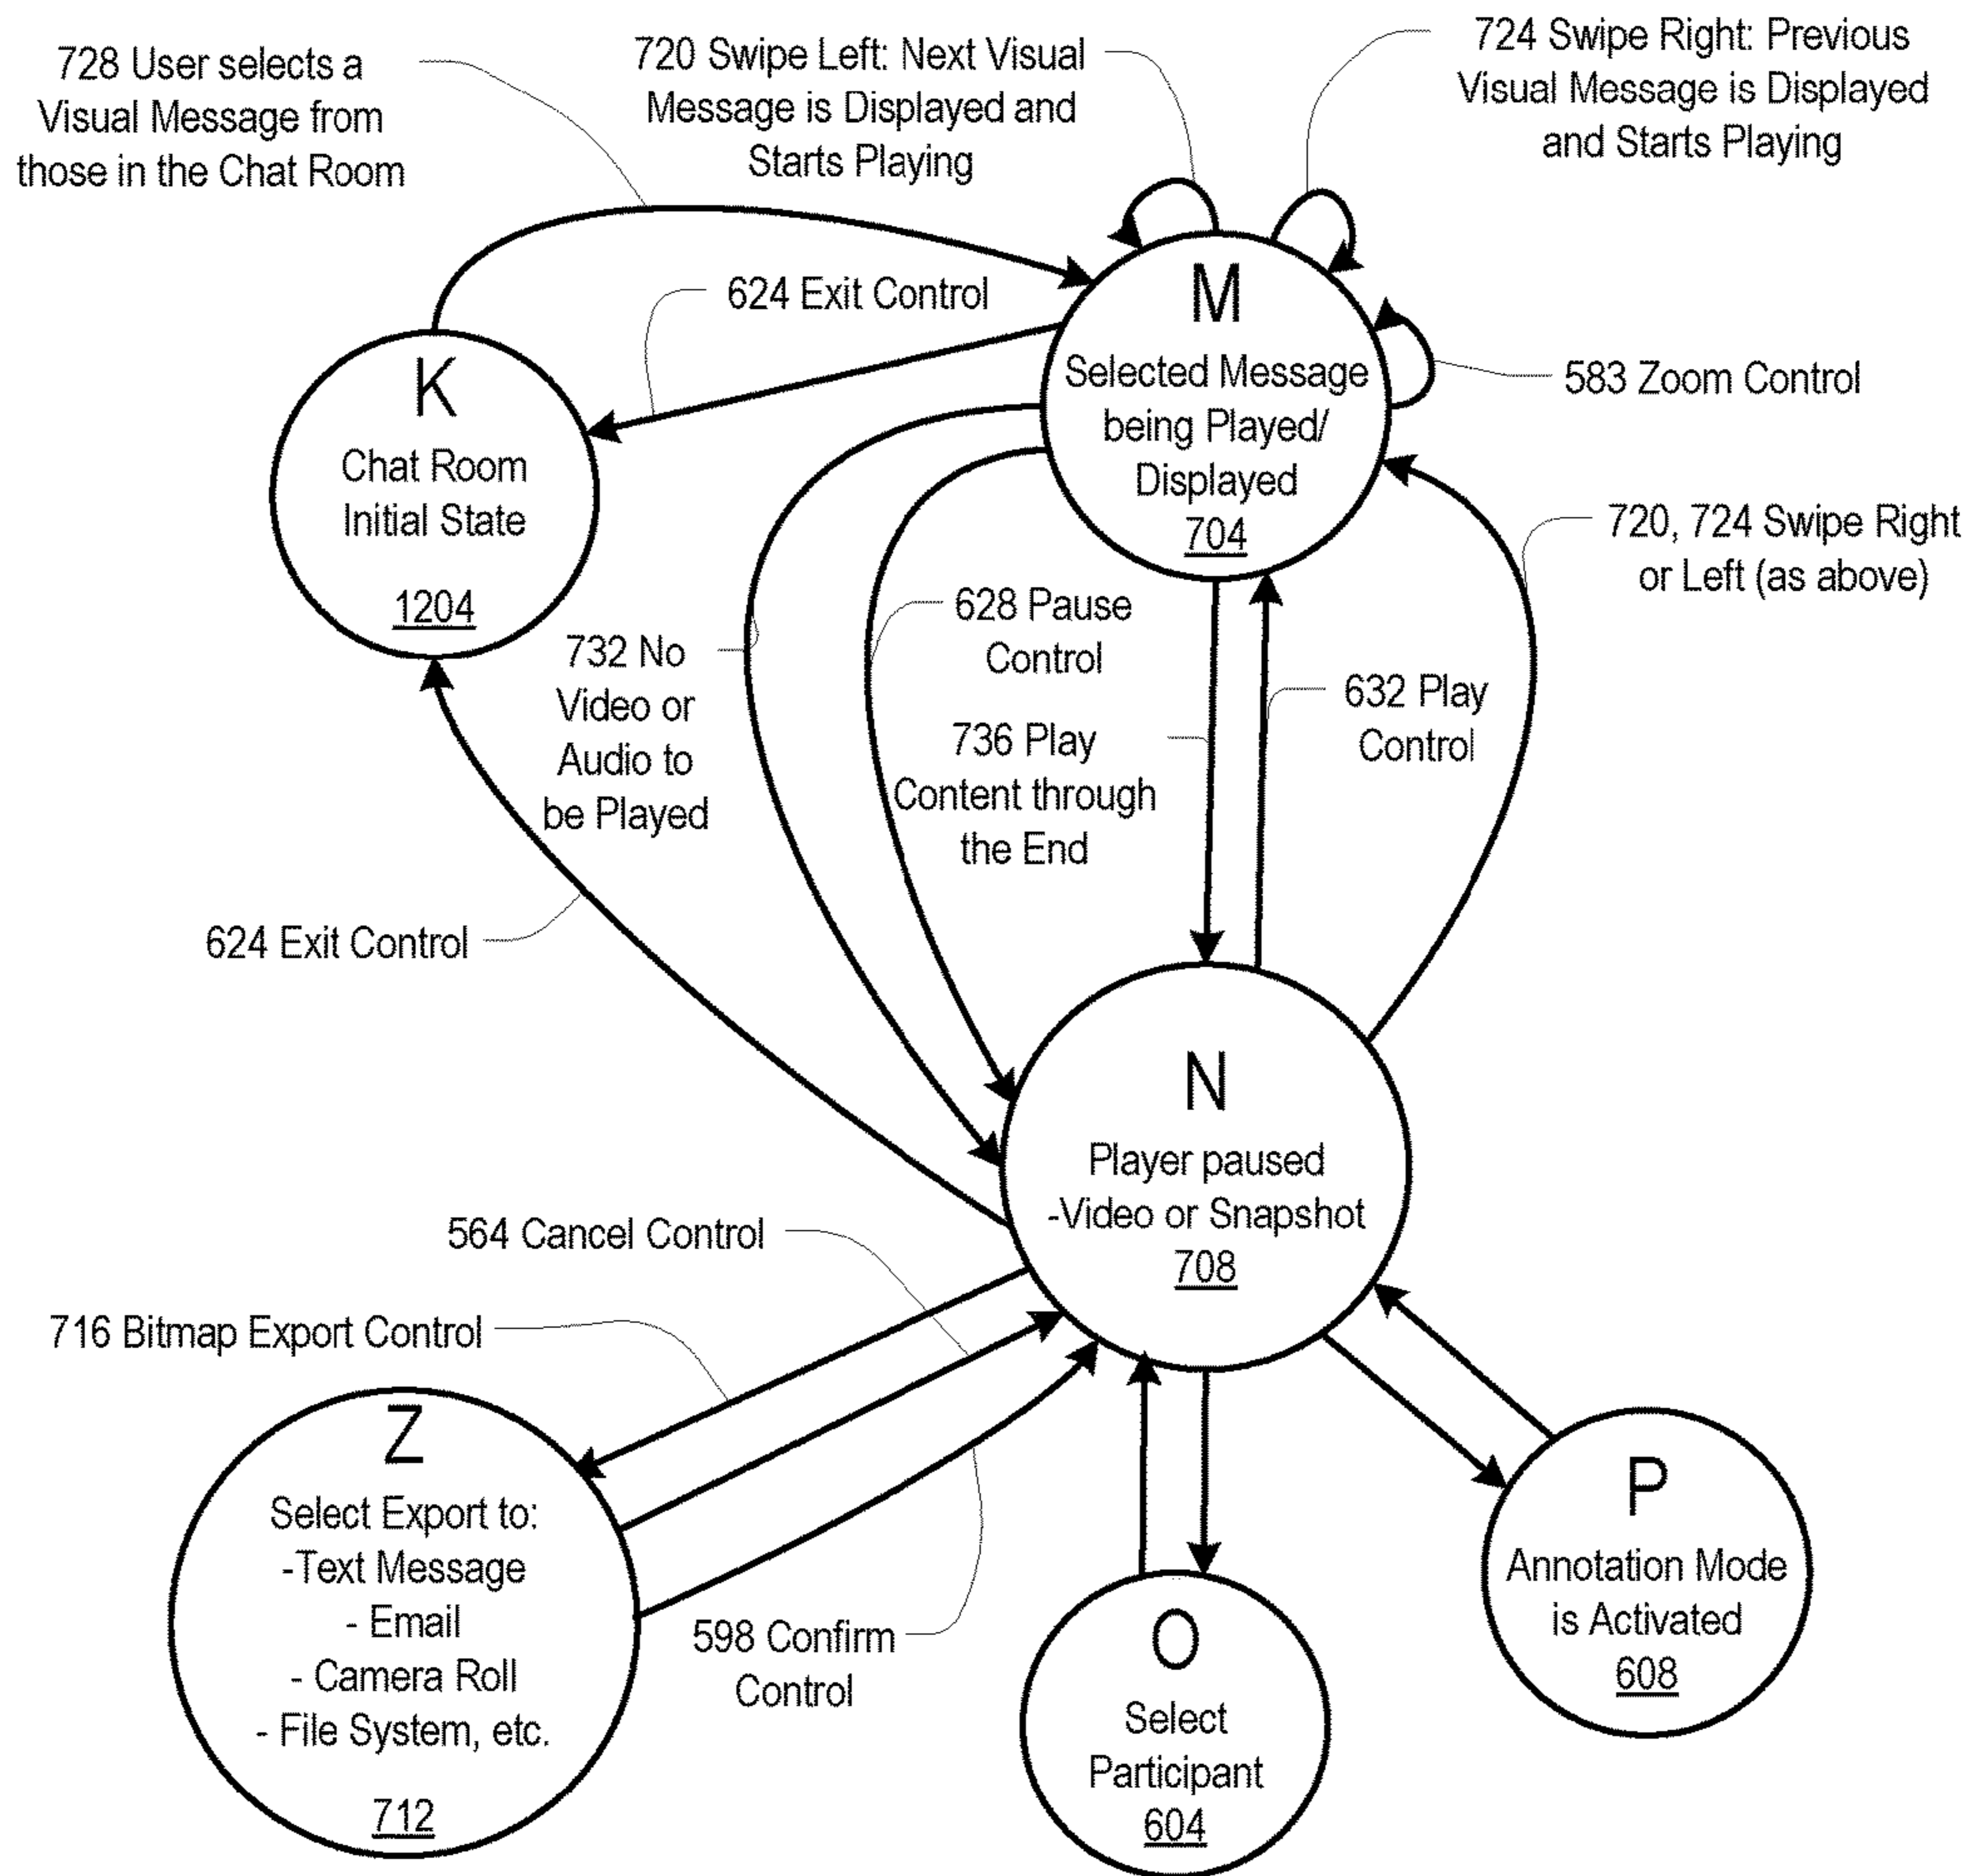 728 User selects a
Visual Message from
those in the Chat Room
720 Swipe Left: Next Visual
Message is Displayed and
Starts Playing
724 Swipe Right: Previous
Visual Message is Displayed
and Starts Playing
624 Exit Control
M
Selected Message
being Played/
Displayed
704
583 Zoom Control
K
Chat Room
Initial State
1204
720, 724 Swipe Right
or Left (as above)
732 No
Video or
Audio to
be Played
628 Pause
Control
736 Play
Content through
the End
632 Play
Control
624 Exit Control
N
Player paused
-Video or Snapshot
708
564 Cancel Control
716 Bitmap Export Control
Z
Select Export to:
-Text Message
- Email
- Camera Roll
- File System, etc.
712
598 Confirm
Control
O
Select
Participant
604
P
Annotation Mode
is Activated
608